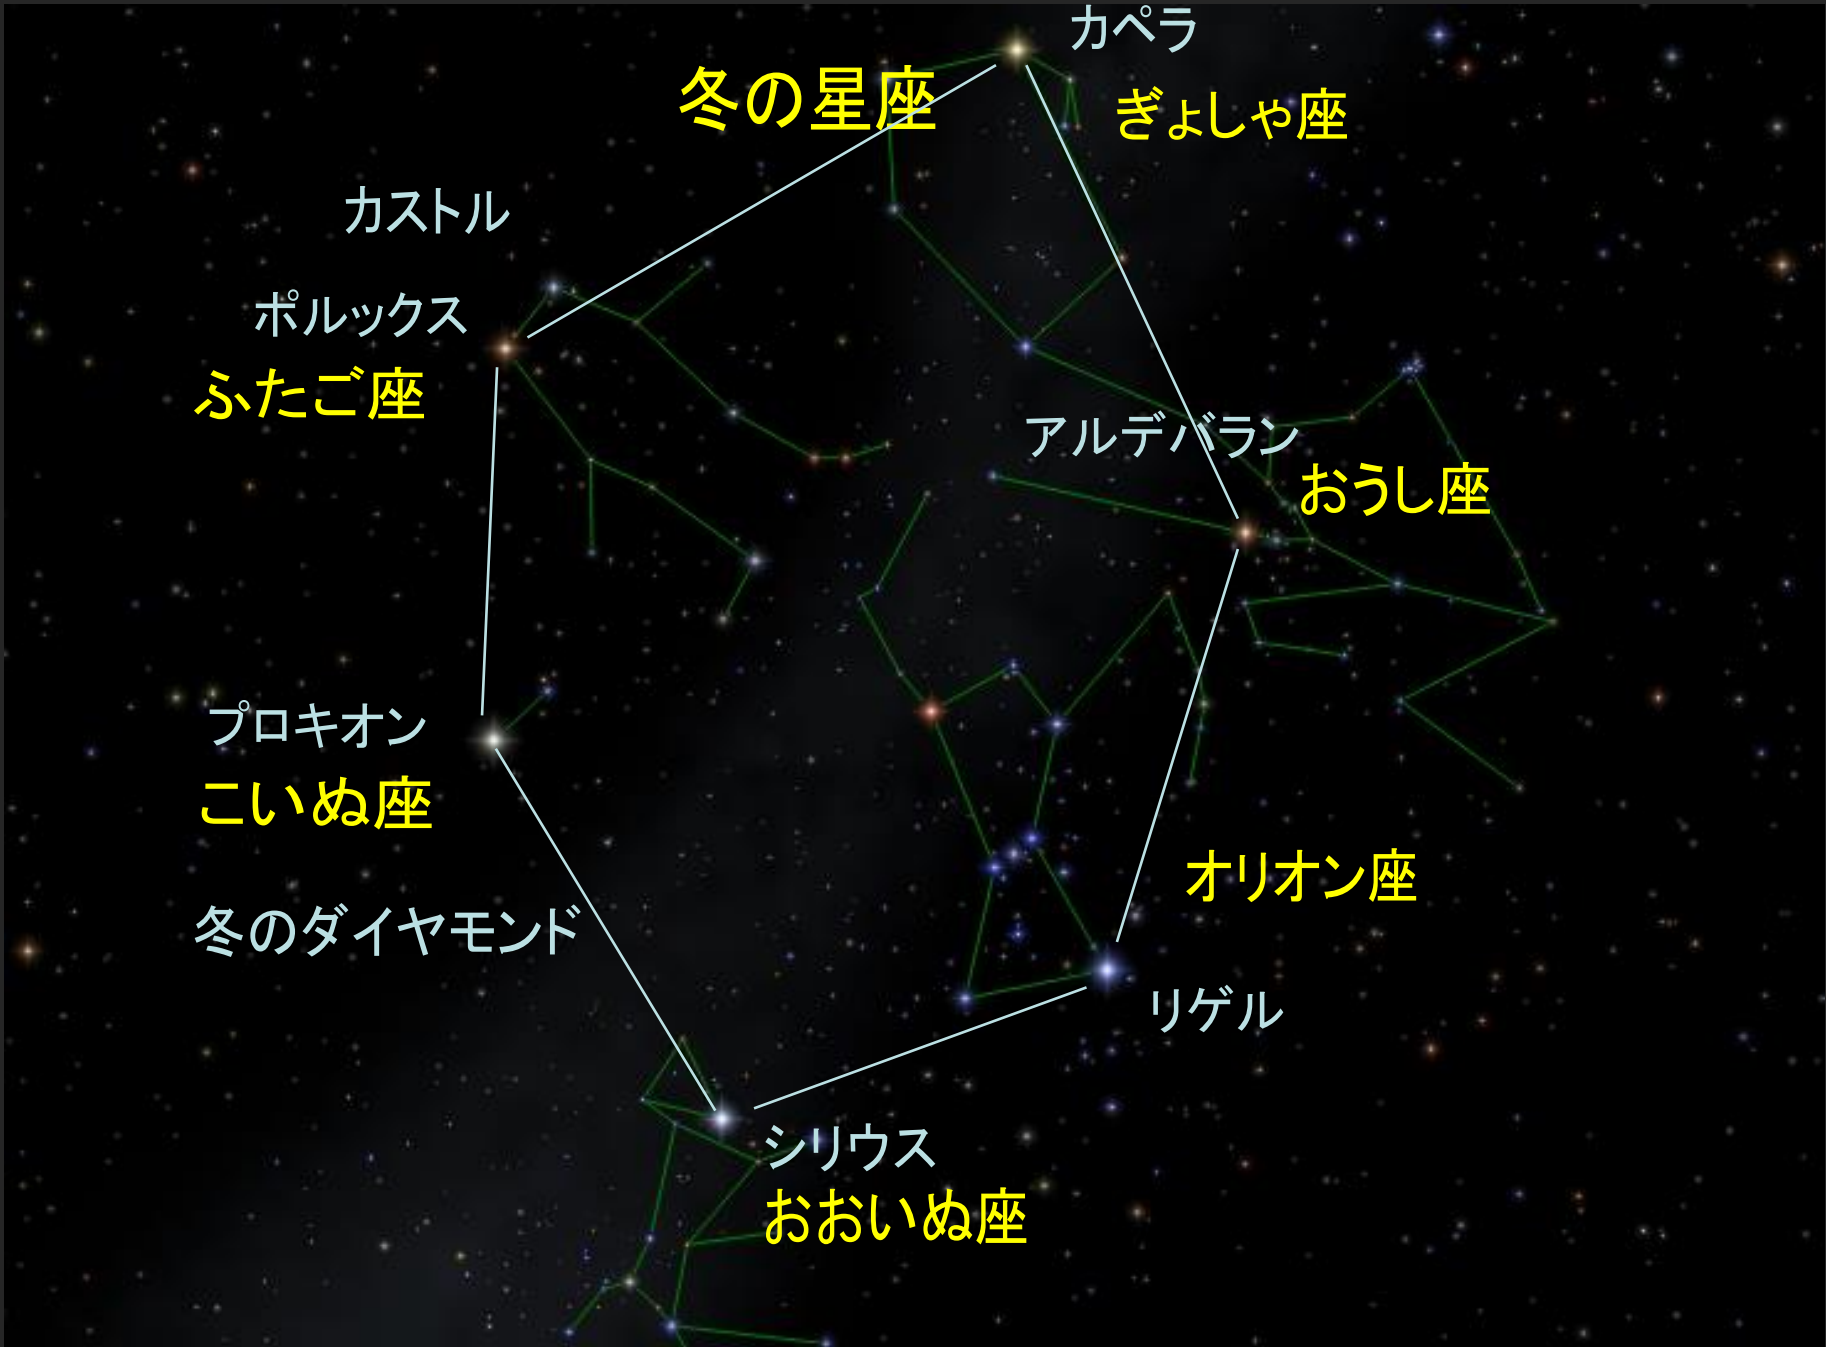 カペラ
冬の星座
ぎょしゃ座
カストル
ポルックス
ふたご座
アルデバラン
おうし座
プロキオン
こいぬ座
オリオン座
冬のダイヤモンド
リゲル
シリウス
おおいぬ座